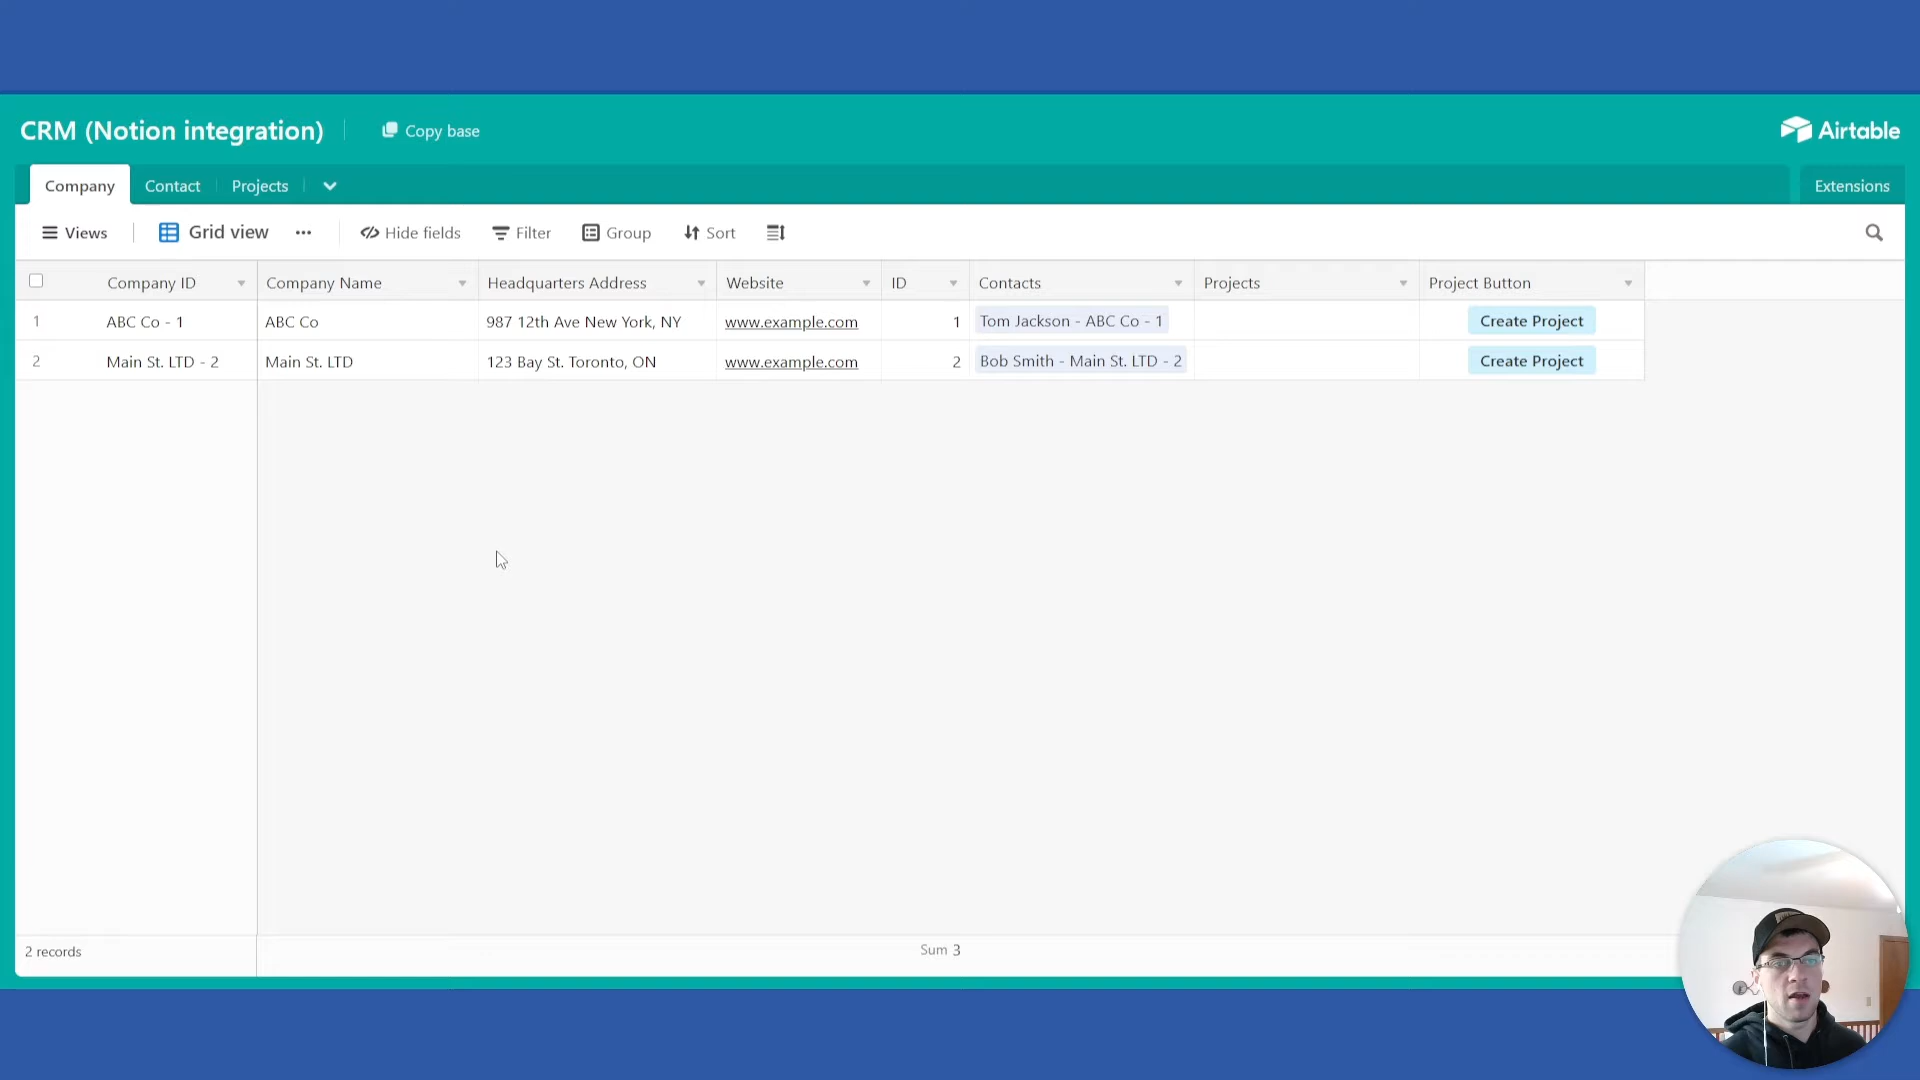 CRM (Notion integration) Copy base Airtable
Company Contact Projects Extensions
Views Grid view ... Hide fields Filter Group Sort
Company ID Company Name Headquarters Address Website ID Contacts Projects Project Button
1 ABC Co - 1 ABC Co 987 12th Ave New York, NY www.example.com 1 Tom Jackson - ABC Co - 1 Create Project
2 Main St. LTD - 2 Main St. LTD 123 Bay St. Toronto, ON www.example.com 2 Bob Smith - Main St. LTD - 2 Create Project
2 records Sum 3